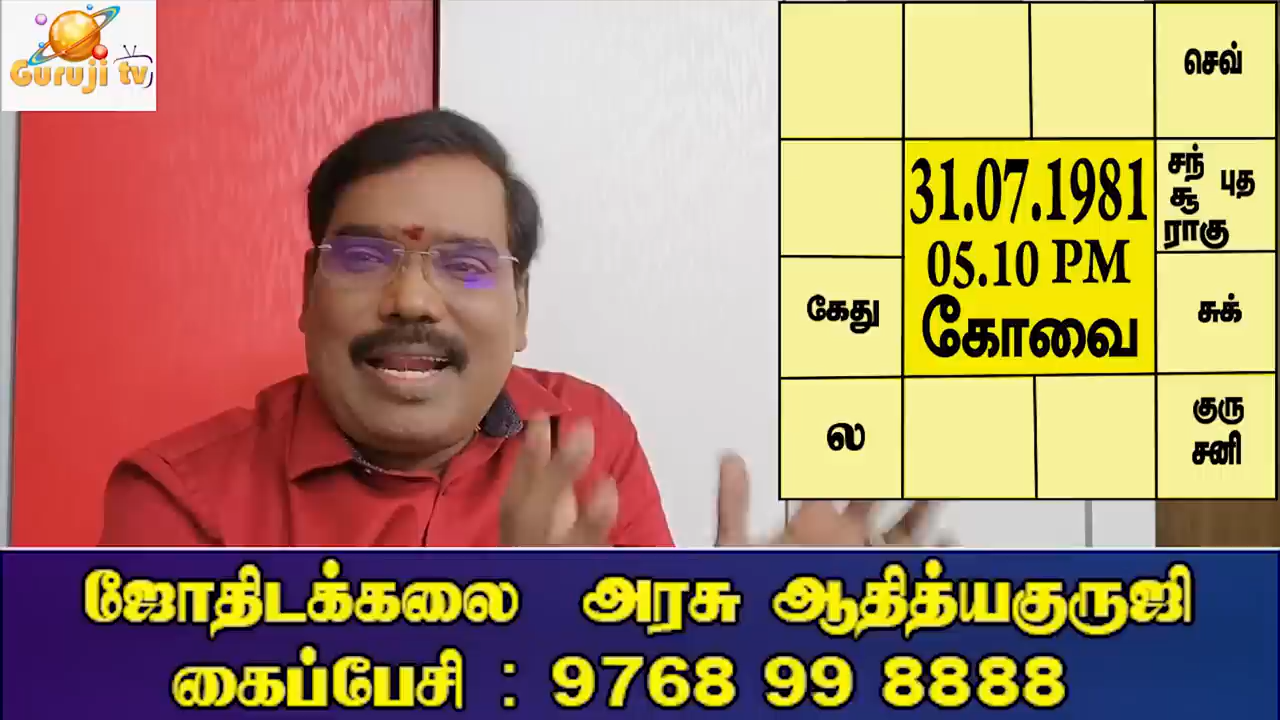 Guruji tv
செவ்
31.07.1981
05.10 PM
கோவை
சந் புத
சூ
ராகு
கேது
சுக்
ல
குரு
சனி
ஜோதிடக்கலை அரசு ஆதித்யகுருஜி
கைப்பேசி : 9768 99 8888